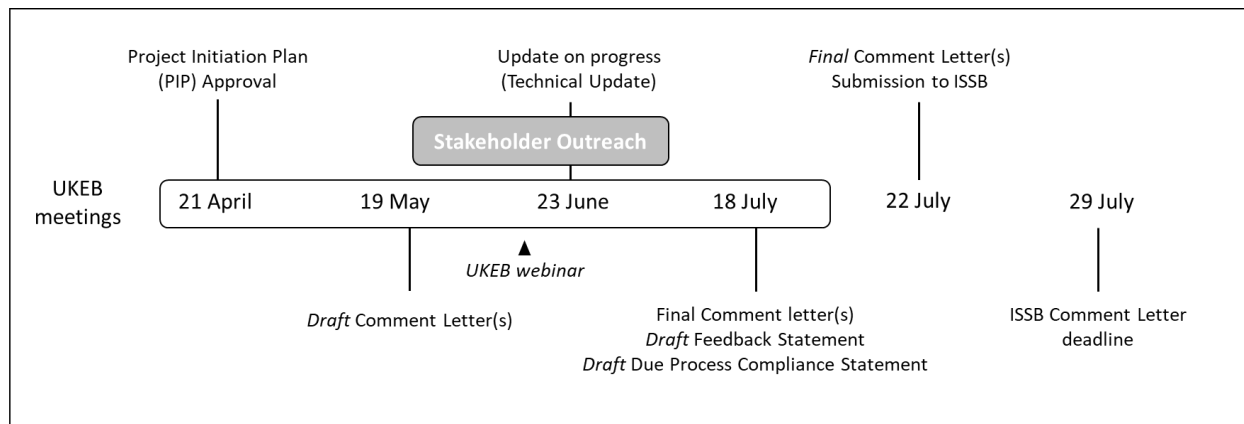 Project Initiation Plan
(PIP) Approval
Update on progress
(Technical Update)
Final Comment Letter(s)
Submission to ISSB
Stakeholder Outreach
UKEB
meetings
21 April
19 May
23 June
18 July
22 July
29 July
UKEB webinar
Draft Comment Letter(s)
Final Comment letter(s)
Draft Feedback Statement
Draft Due Process Compliance Statement
ISSB Comment Letter
deadline